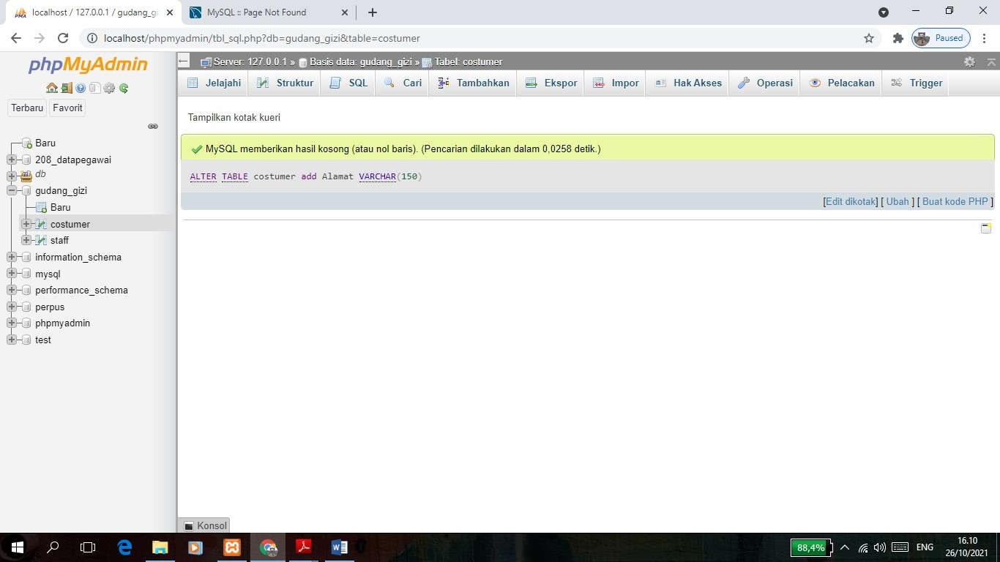 localhost / 127.0.0.1 / gudang_gi
MySQL :: Page Not Found
localhost/phpmyadmin/tbl_sql.php?db=gudang_gizi&table=costumer
Paused
phpMyAdmin
Terbaru
Favorit
Baru
208_datapegawai
db
gudang_gizi
Baru
costumer
staff
information_schema
mysql
performance_schema
perpus
phpmyadmin
test
Server: 127.0.0.1 » Basis data: gudang_gizi » Tabel: costumer
Jelajahi Struktur SQL Cari Tambahkan Ekspor Impor Hak Akses Operasi Pelacakan Trigger
Tampilkan kotak kueri
MySQL memberikan hasil kosong (atau nol baris). (Pencarian dilakukan dalam 0,0258 detik.)
ALTER TABLE costumer add Alamat VARCHAR(150)
[Edit dikotak] [ Ubah ] [ Buat kode PHP ]
Konsol
88,4%
ENG
16.10
26/10/2021